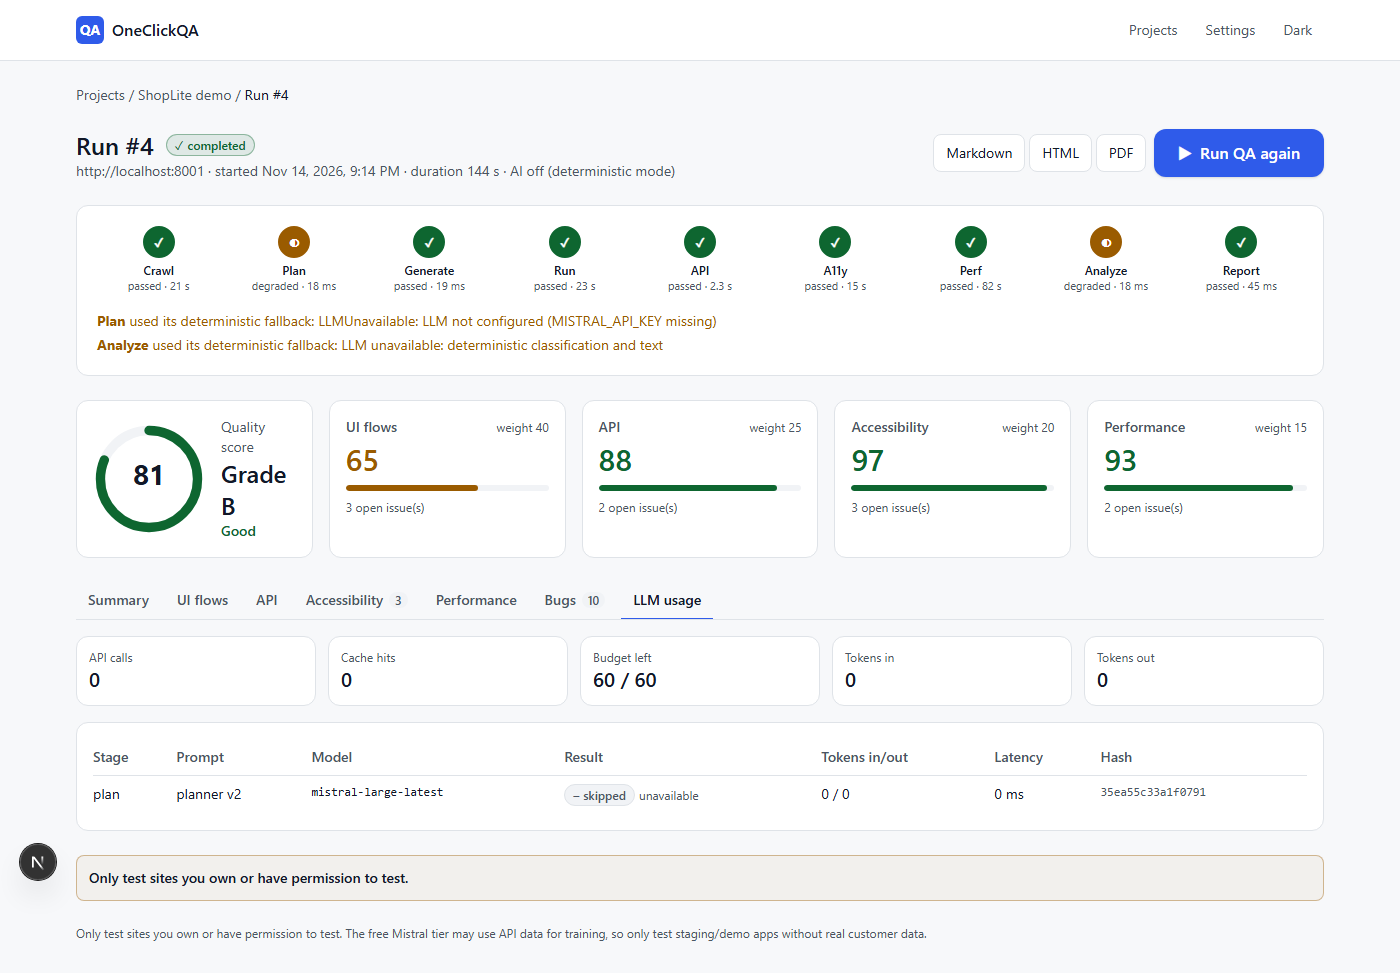 QA OneClickQA
Projects Settings Dark
Projects / ShopLite demo / Run #4
Run #4 ✓ completed
http://localhost:8001 · started Nov 14, 2026, 9:14 PM · duration 144 s · AI off (deterministic mode)
Markdown HTML PDF ▶ Run QA again
✓ ✓ ✓ ✓ ✓ ✓ ✓
Crawl Plan Generate Run API A11y Perf Analyze Report
passed · 21 s degraded · 18 ms passed · 19 ms passed · 23 s passed · 2.3 s passed · 15 s passed · 82 s degraded · 18 ms passed · 45 ms
Plan used its deterministic fallback: LLMUnavailable: LLM not configured (MISTRAL_API_KEY missing)
Analyze used its deterministic fallback: LLM unavailable: deterministic classification and text
81
Quality
score
Grade
B
Good
UI flows weight 40
65
3 open issue(s)
API weight 25
88
2 open issue(s)
Accessibility weight 20
97
3 open issue(s)
Performance weight 15
93
2 open issue(s)
Summary UI flows API Accessibility 3 Performance Bugs 10 LLM usage
API calls
0
Cache hits
0
Budget left
60 / 60
Tokens in
0
Tokens out
0
Stage Prompt Model Result Tokens in/out Latency Hash
plan planner v2 mistral-large-latest – skipped unavailable 0 / 0 0 ms 35ea55c33a1f0791
N
Only test sites you own or have permission to test.
Only test sites you own or have permission to test. The free Mistral tier may use API data for training, so only test staging/demo apps without real customer data.